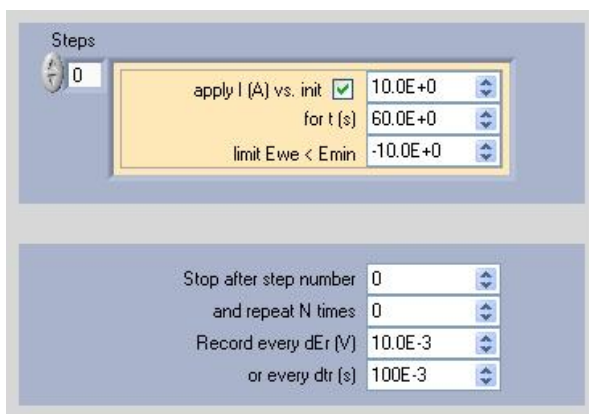 Steps
0
apply I (A) vs. init 10.0E+0
for t (s) 60.0E+0
limit Ewe < Emin -10.0E+0
Stop after step number 0
and repeat N times 0
Record every dEr (V) 10.0E-3
or every dtr (s) 100E-3